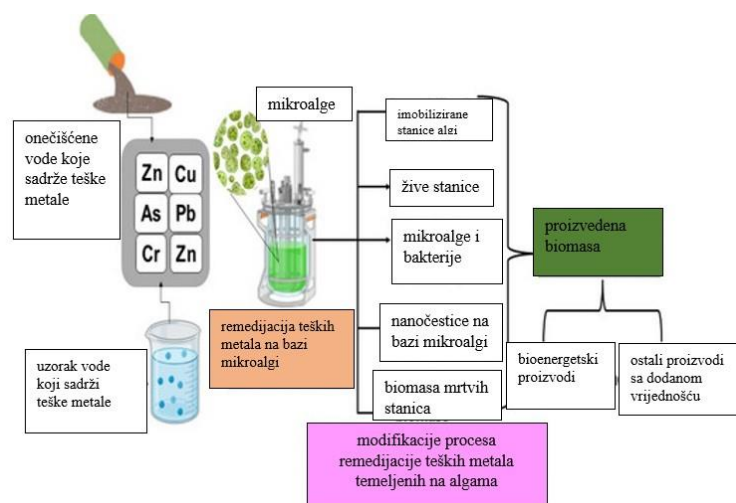 onečišćene
vode koje
sadrže teške
metale
Zn Cu
As Pb
Cr Zn
uzorak vode
koji sadrži
teške metale
mikroalge
remedijacija teških
metala na bazi
mikroalgi
imobilizirane
stanice algi
žive stanice
mikroalge i
bakterije
nanočestice na
bazi mikroalgi
biomasa mrtvih
stanica
modifikacije procesa
remedijacije teških metala
temeljenih na algama
proizvedena
biomasa
bioenergetski
proizvodi
ostali proizvodi
sa dodanom
vrijednošću